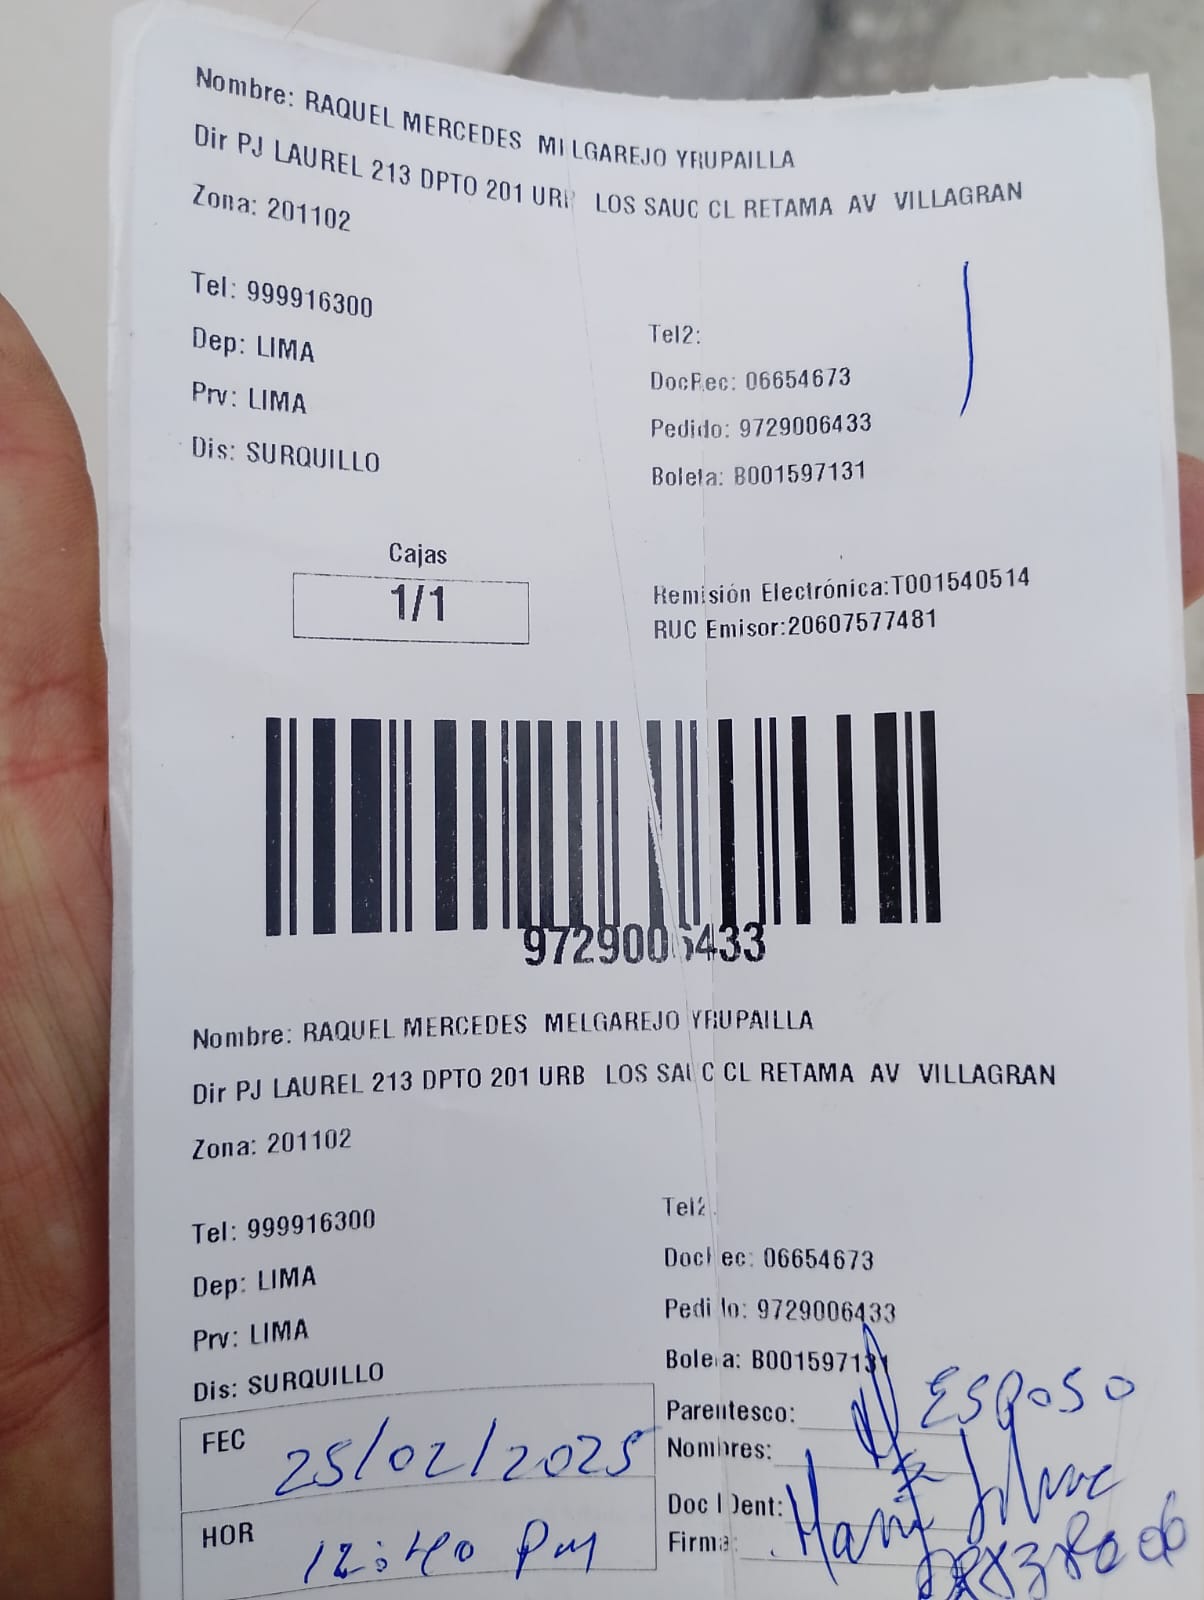 Nombre: RAQUEL MERCEDES MELGAREJO YRUPAILLA
Dir PJ LAUREL 213 DPTO 201 URB LOS SAUC CL RETAMA AV VILLAGRAN
Zona: 201102
Tel: 999916300
Tel2:
Dep: LIMA
DocRec: 06654673
Prv: LIMA
Pedido: 9729006433
Dis: SURQUILLO
Boleta: B001597131
Cajas
1/1
Remisión Electrónica:T001540514
RUC Emisor:20607577481
9729006433
Nombre: RAQUEL MERCEDES MELGAREJO YRUPAILLA
Dir PJ LAUREL 213 DPTO 201 URB LOS SAUC CL RETAMA AV VILLAGRAN
Zona: 201102
Tel: 999916300
Tel2:
Dep: LIMA
DocRec: 06654673
Prv: LIMA
Pedido: 9729006433
Dis: SURQUILLO
Boleta: B001597131
Parentesco: ESPOSO
FEC 25/02/2025
Nombres:
Doc Dent:
HOR 12:40 PM
Firma: